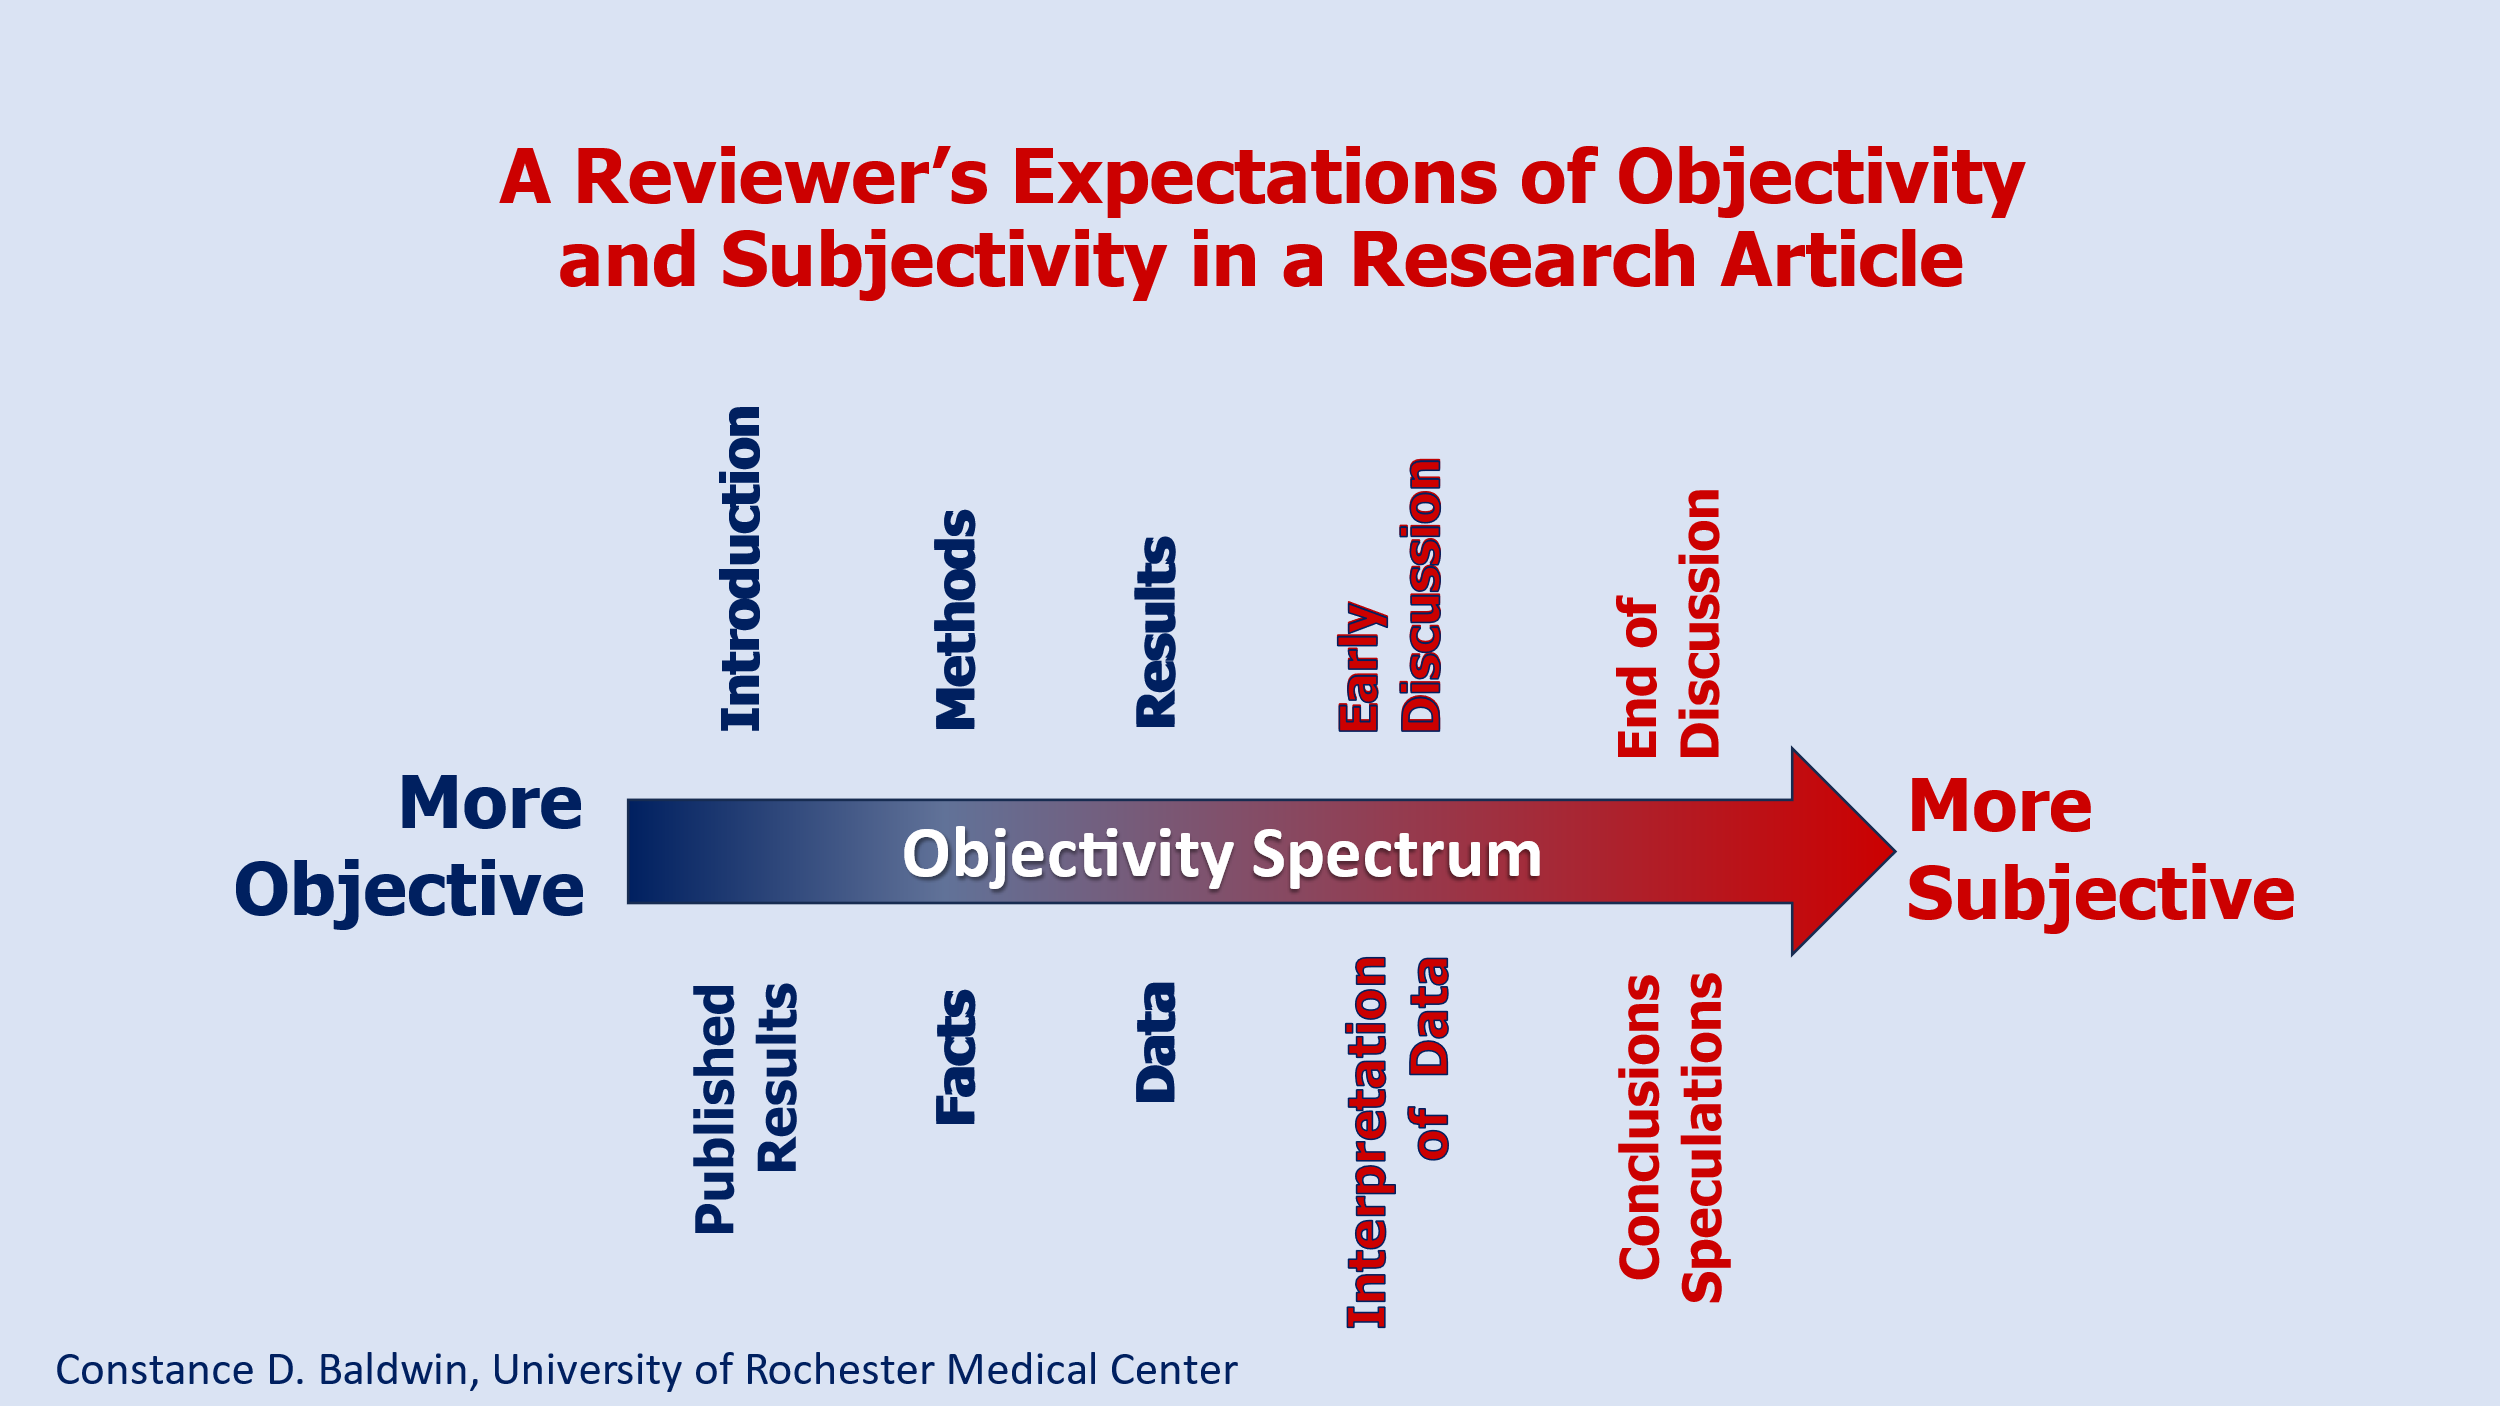 A Reviewer’s Expectations of Objectivity
and Subjectivity in a Research Article
Introduction
Methods
Results
Early
Discussion
End of
Discussion
More
Objective
Objectivity Spectrum
More
Subjective
Published
Results
Facts
Data
Interpretation
of Data
Conclusions
Speculations
Constance D. Baldwin, University of Rochester Medical Center